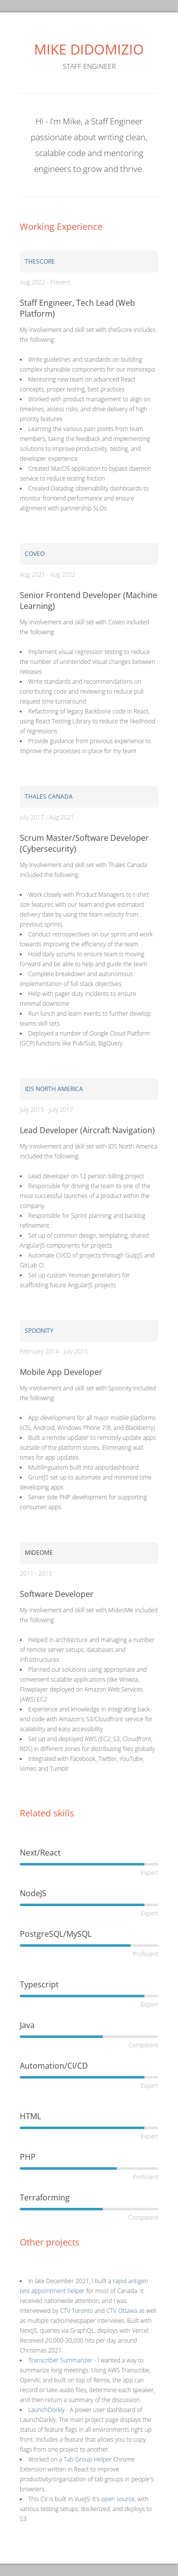 MIKE DIDOMIZIO
STAFF ENGINEER
Hi - I'm Mike, a Staff Engineer
passionate about writing clean,
scalable code and mentoring
engineers to grow and thrive.
Working Experience
THESCORE
Aug 2022 - Present
Staff Engineer, Tech Lead (Web
Platform)
My involvement and skill set with theScore includes
the following:
• Write guidelines and standards on building
complex shareable components for our monorepo
• Mentoring new team on advanced React
concepts, proper testing, best practices
• Worked with product management to align on
timelines, assess risks, and drive delivery of high
priority features
• Learning the various pain points from team
members, taking the feedback and implementing
solutions to improve productivity, testing, and
developer experience
• Created MacOS application to bypass daemon
service to reduce testing friction
• Created Datadog observability dashboards to
monitor frontend performance and ensure
alignment with partnership SLOs
COVEO
Aug 2021 - Aug 2022
Senior Frontend Developer (Machine
Learning)
My involvement and skill set with Coveo included
the following:
• Implement visual regression testing to reduce
the number of unintended visual changes between
releases
• Write standards and recommendations on
contributing code and reviewing to reduce pull
request time turnaround
• Refactoring of legacy Backbone code in React,
using React Testing Library to reduce the likelihood
of regressions
• Provide guidance from previous experience to
improve the processes in place for my team
THALES CANADA
July 2017 - Aug 2021
Scrum Master/Software Developer
(Cybersecurity)
My involvement and skill set with Thales Canada
included the following:
• Work closely with Product Managers to t-shirt
size features with our team and give estimated
delivery date by using the team velocity from
previous sprints
• Conduct retrospectives on our sprint and work
towards improving the efficiency of the team
• Hold daily scrums to ensure team is moving
forward and be able to help and guide the team
• Complete breakdown and autonomous
implementation of full stack objectives
• Help with pager duty incidents to ensure
minimal downtime
• Run lunch and learn events to further develop
teams skill sets
• Deployed a number of Google Cloud Platform
(GCP) functions like Pub/Sub, BigQuery
IDS NORTH AMERICA
July 2015 - July 2017
Lead Developer (Aircraft Navigation)
My involvement and skill set with IDS North America
included the following:
• Lead developer on 12 person billing project
• Responsible for driving the team to one of the
most successful launches of a product within the
company
• Responsible for Sprint planning and backlog
refinement
• Set up of common design, templating, shared
AngularJS components for projects
• Automate CI/CD of projects through GulpJS and
GitLab CI
• Set up custom Yeoman generators for
scaffolding future AngularJS projects
SPOONITY
February 2014 - July 2015
Mobile App Developer
My involvement and skill set with Spoonity included
the following:
• App development for all major mobile platforms
(iOS, Android, Windows Phone 7/8, and Blackberry)
• Built a remote updater to remotely update apps
outside of the platform stores. Eliminating wait
times for app updates
• Multilingualism built into apps/dashboard
• GruntJS set up to automate and minimize time
developing apps
• Server side PHP development for supporting
consumer apps
MIDEOME
2011 - 2013
Software Developer
My involvement and skill set with MideoMe included
the following:
• Helped in architecture and managing a number
of remote server setups, databases and
infrastructures
• Planned out solutions using appropriate and
convenient scalable applications (like Wowza,
Flowplayer deployed on Amazon Web Services
(AWS) EC2
• Experience and knowledge in integrating back-
end code with Amazon's S3/Cloudfront service for
scalability and easy accessibility
• Set up and deployed AWS (EC2, S3, Cloudfront,
RDS) in different zones for distributing files globally
• Integrated with Facebook, Twitter, YouTube,
Vimeo and Tumblr
Related skills
Next/React
Expert
NodeJS
Expert
PostgreSQL/MySQL
Proficient
Typescript
Expert
Java
Competent
Automation/CI/CD
Expert
HTML
Expert
PHP
Proficient
Terraforming
Competent
Other projects
• In late December 2021, I built a rapid antigen
test appointment helper for most of Canada. It
received nationwide attention, and I was
interviewed by CTV Toronto and CTV Ottawa as well
as multiple radio/newspaper interviews. Built with
NextJS, queries via GraphQL, deploys with Vercel.
Received 20,000-30,000 hits per day around
Christmas 2021.
• Transcriber Summarizer - I wanted a way to
summarize long meetings. Using AWS Transcribe,
OpenAI, and built on top of Remix, the app can
record or take audio files, determine each speaker,
and then return a summary of the discussion.
• LaunchDorkly - A power user dashboard of
LaunchDarkly. The main project page displays the
status of feature flags in all environments right up
front. Includes a feature that allows you to copy
flags from one project to another
• Worked on a Tab Group Helper Chrome
Extension written in React to improve
productivity/organization of tab groups in people's
browsers.
• This CV is built in VueJS! It's open source, with
various testing setups, dockerized, and deploys to
S3.